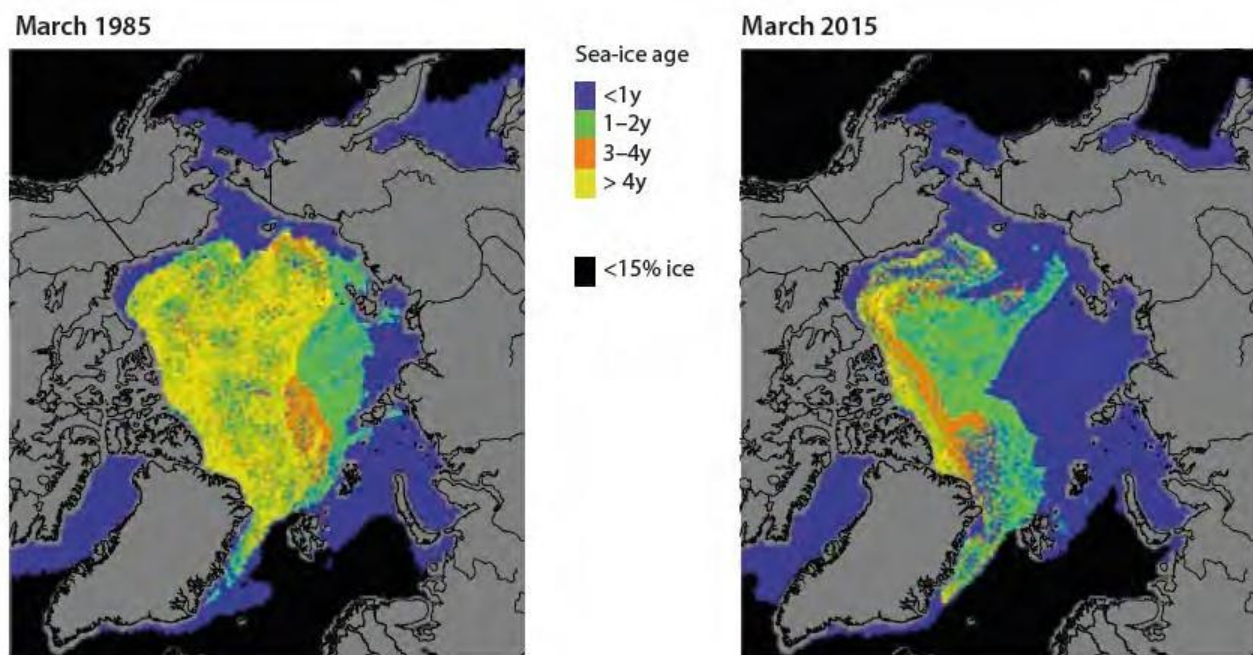 March 1985
Sea-ice age
<1y
1–2y
3–4y
> 4y
<15% ice
March 2015